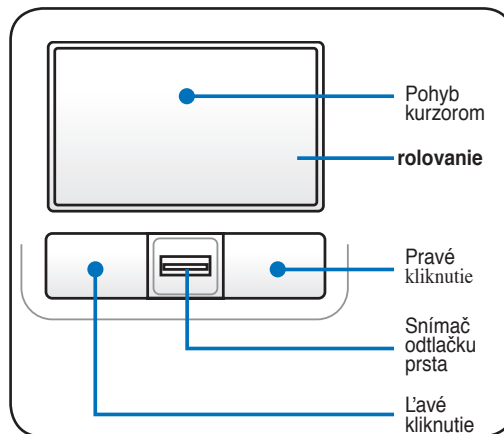 Pohyb
kurzorom
rolovanie
Pravé
kliknutie
Snímač
odtlačku
prsta
Ľavé
kliknutie